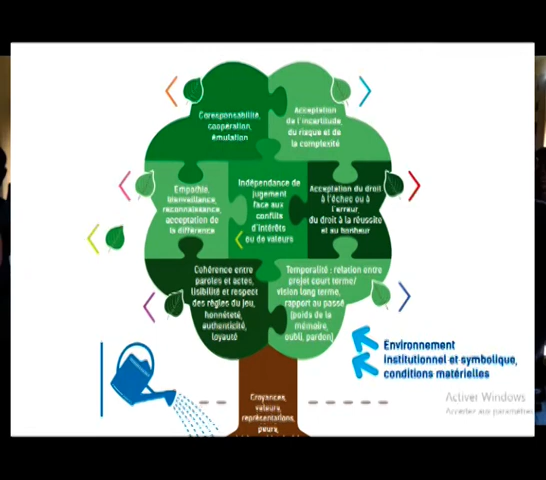 Coresponsabilité,
coopération,
émulation
Acceptation
de l'incertitude,
du risque et de
la complexité
Empathie,
bienveillance,
reconnaissance,
acceptation de
la différence
Indépendance de
jugement
face aux
conflits
d'intérêts
ou de valeurs
Acceptation du droit
à l'échec ou à
l'erreur,
du droit à la réussite
et au bonheur
Cohérence entre
paroles et actes,
lisibilité et respect
des règles du jeu,
honnêteté,
authenticité,
loyauté
Temporalité : relation entre
projet court terme/
vision long terme,
rapport au passé
(poids de la
mémoire,
oubli, pardon)
Environnement
institutionnel et symbolique,
conditions matérielles
Croyances,
valeurs,
représentations,
peurs,
Activer Windows
Accéder aux paramètres